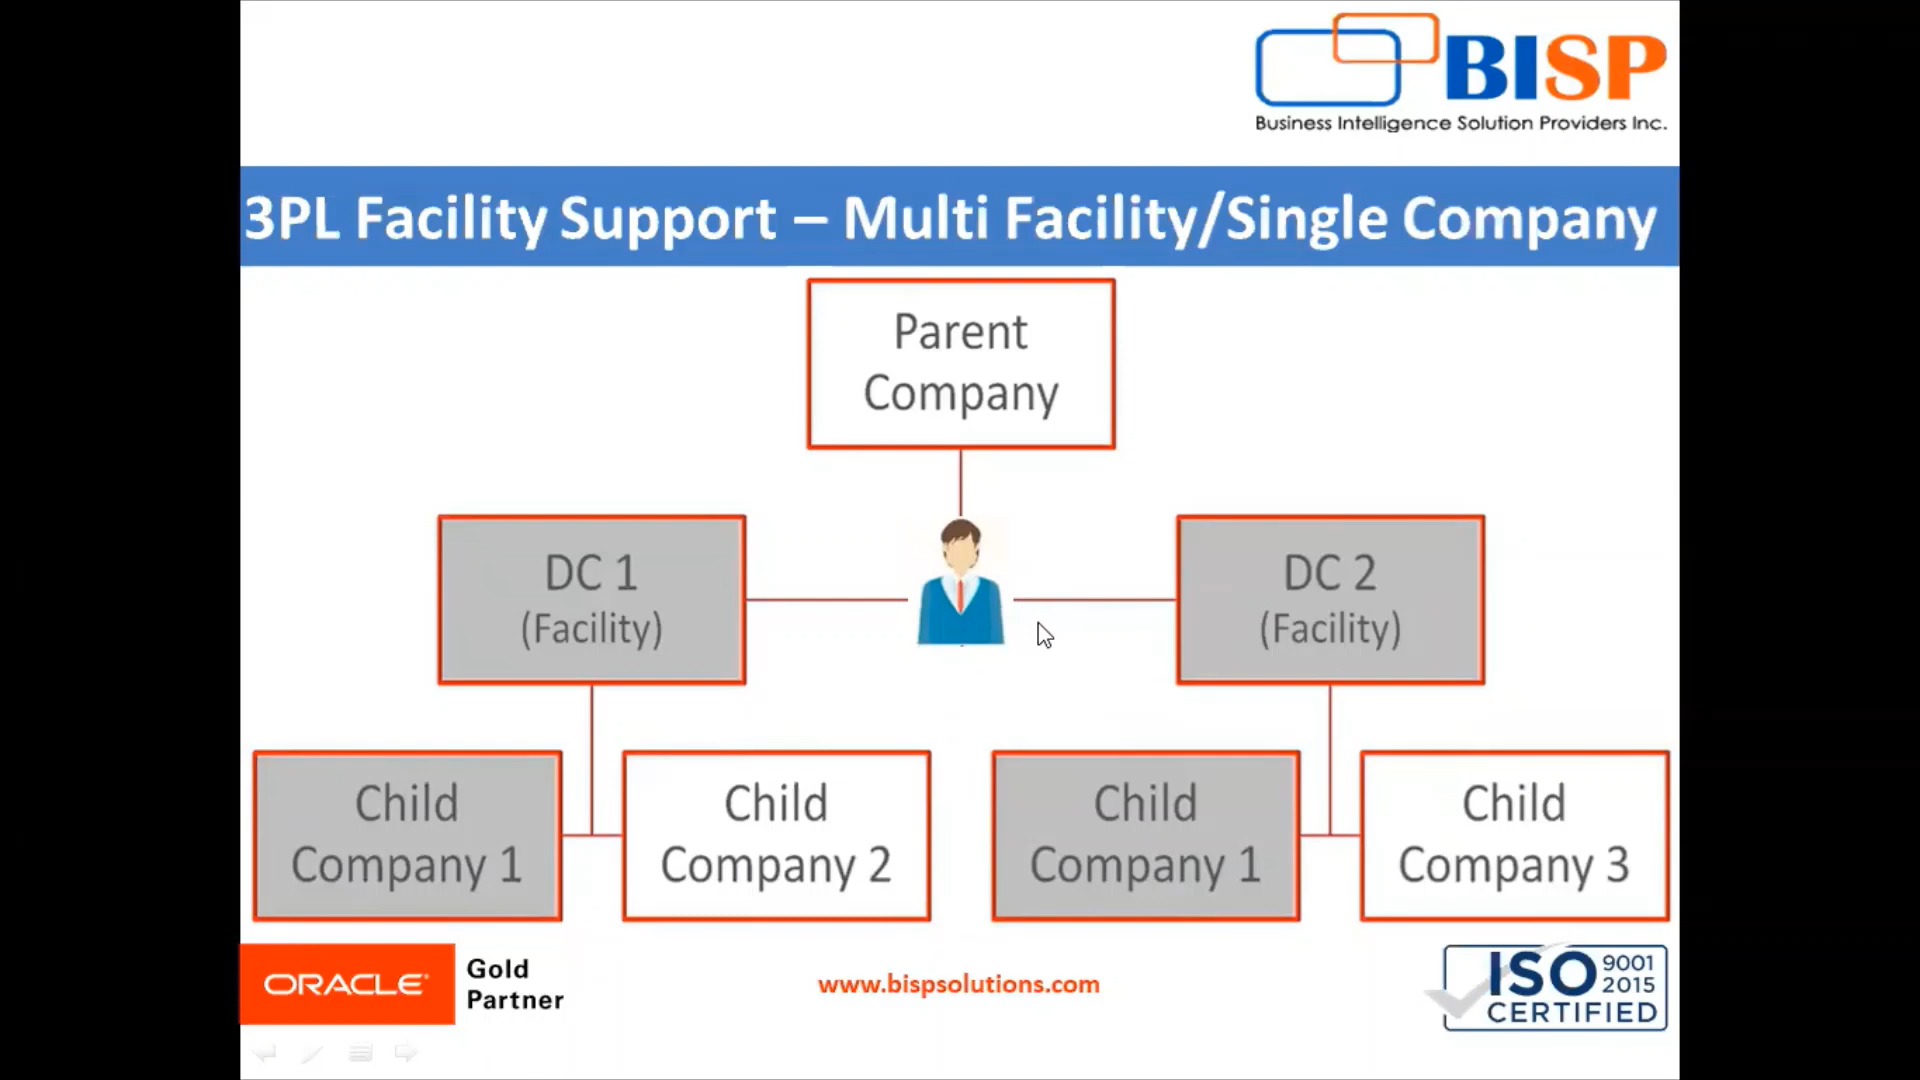 BISP
Business Intelligence Solution Providers Inc.
3PL Facility Support – Multi Facility/Single Company
Parent
Company
DC 1
(Facility)
DC 2
(Facility)
Child
Company 1
Child
Company 2
Child
Company 1
Child
Company 3
ORACLE®
Gold
Partner
www.bispsolutions.com
ISO 9001
2015
CERTIFIED